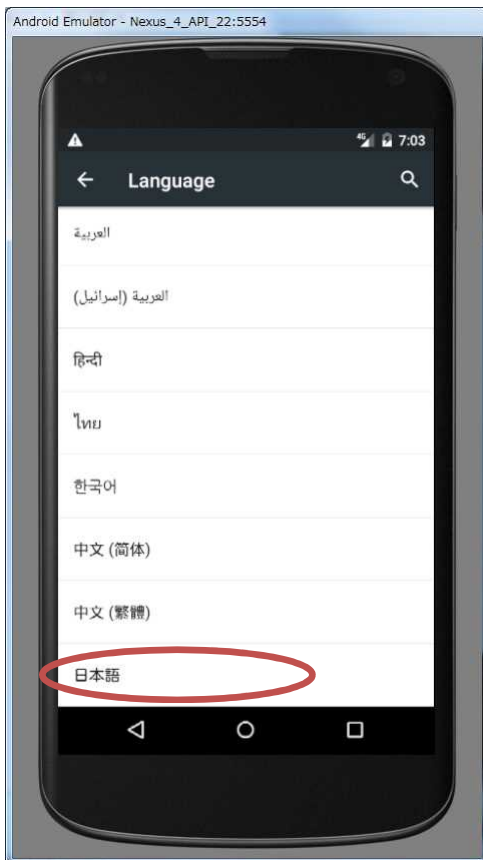 Android Emulator - Nexus_4_API_22:5554
4G 7:03
Language
العربية
العربية (إسرائيل)
हिन्दी
ไทย
한국어
中文 (简体)
中文 (繁體)
日本語